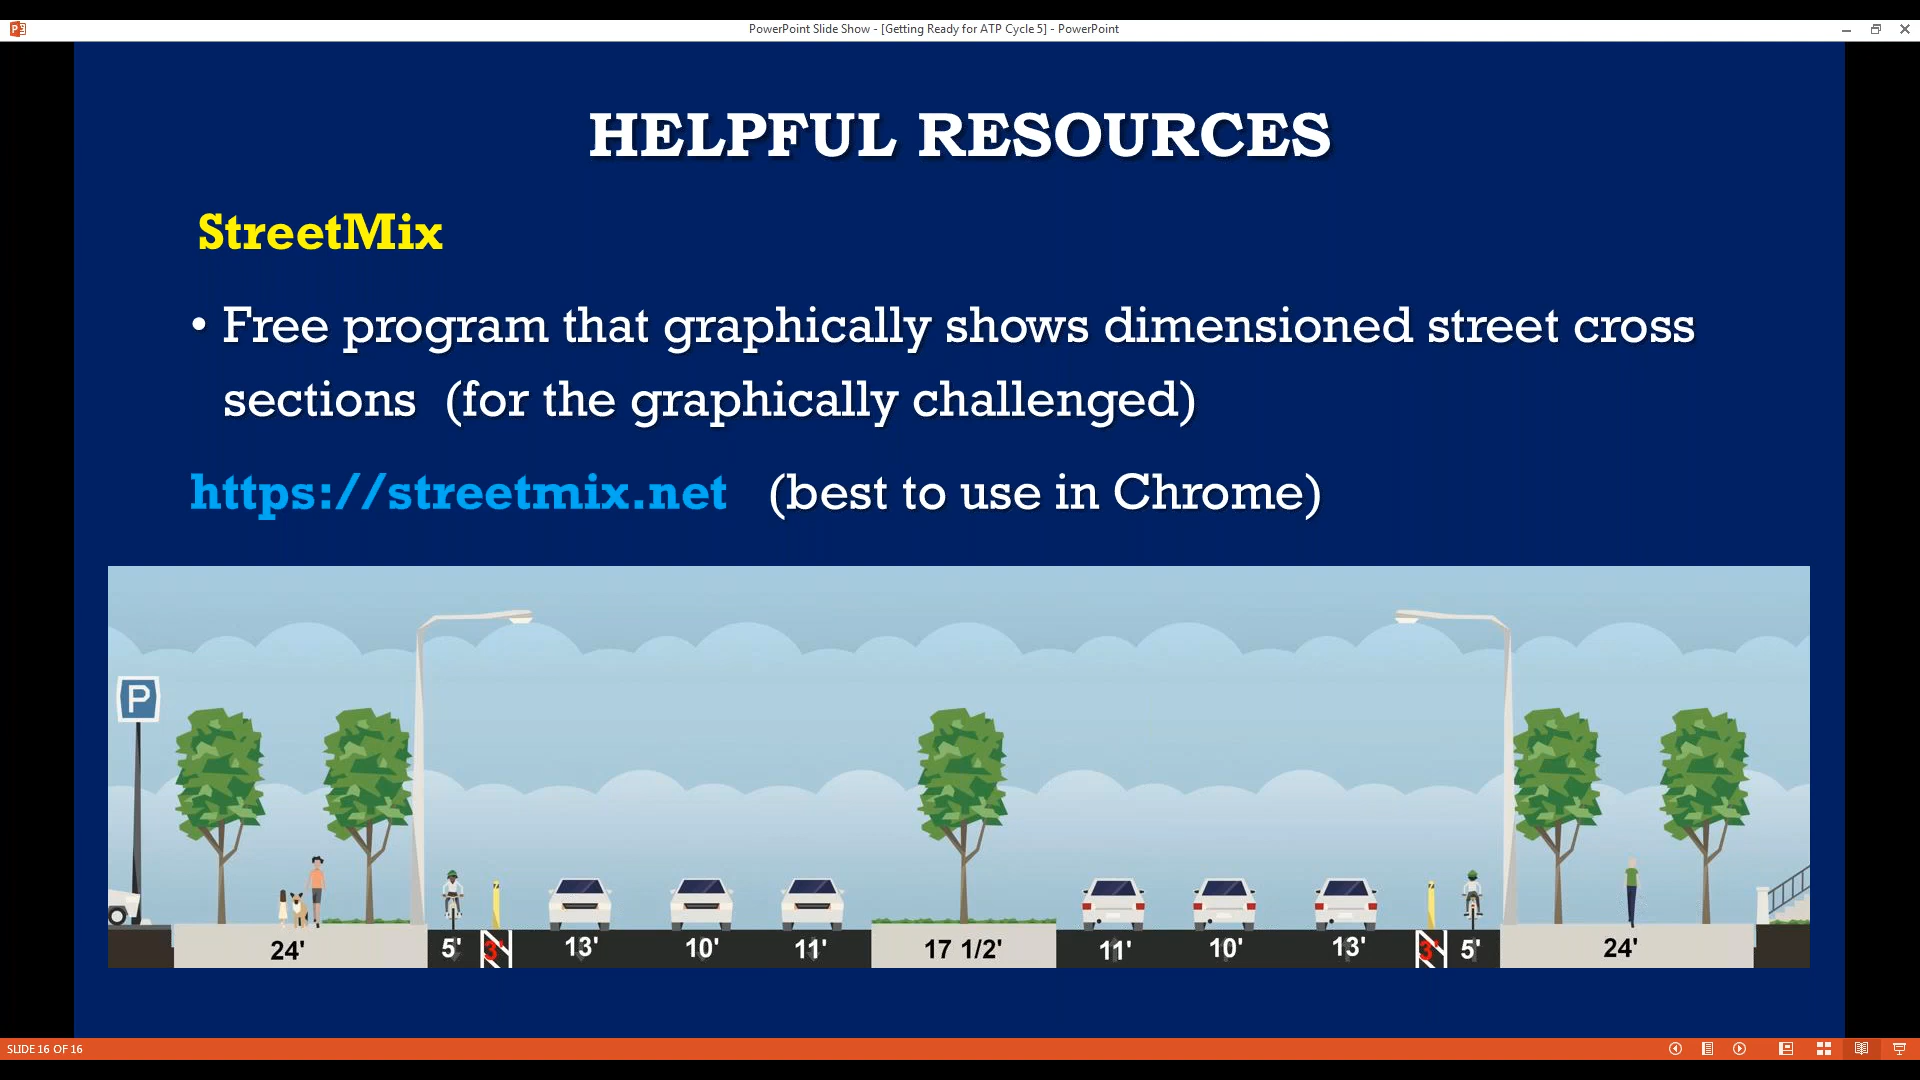 PowerPoint Slide Show - [Getting Ready for ATP Cycle 5] - PowerPoint
HELPFUL RESOURCES
StreetMix
• Free program that graphically shows dimensioned street cross
sections (for the graphically challenged)
https://streetmix.net (best to use in Chrome)
P
24' 5' 3' 13' 10' 11' 17 1/2' 11' 10' 13' 3' 5' 24'
SLIDE 16 OF 16